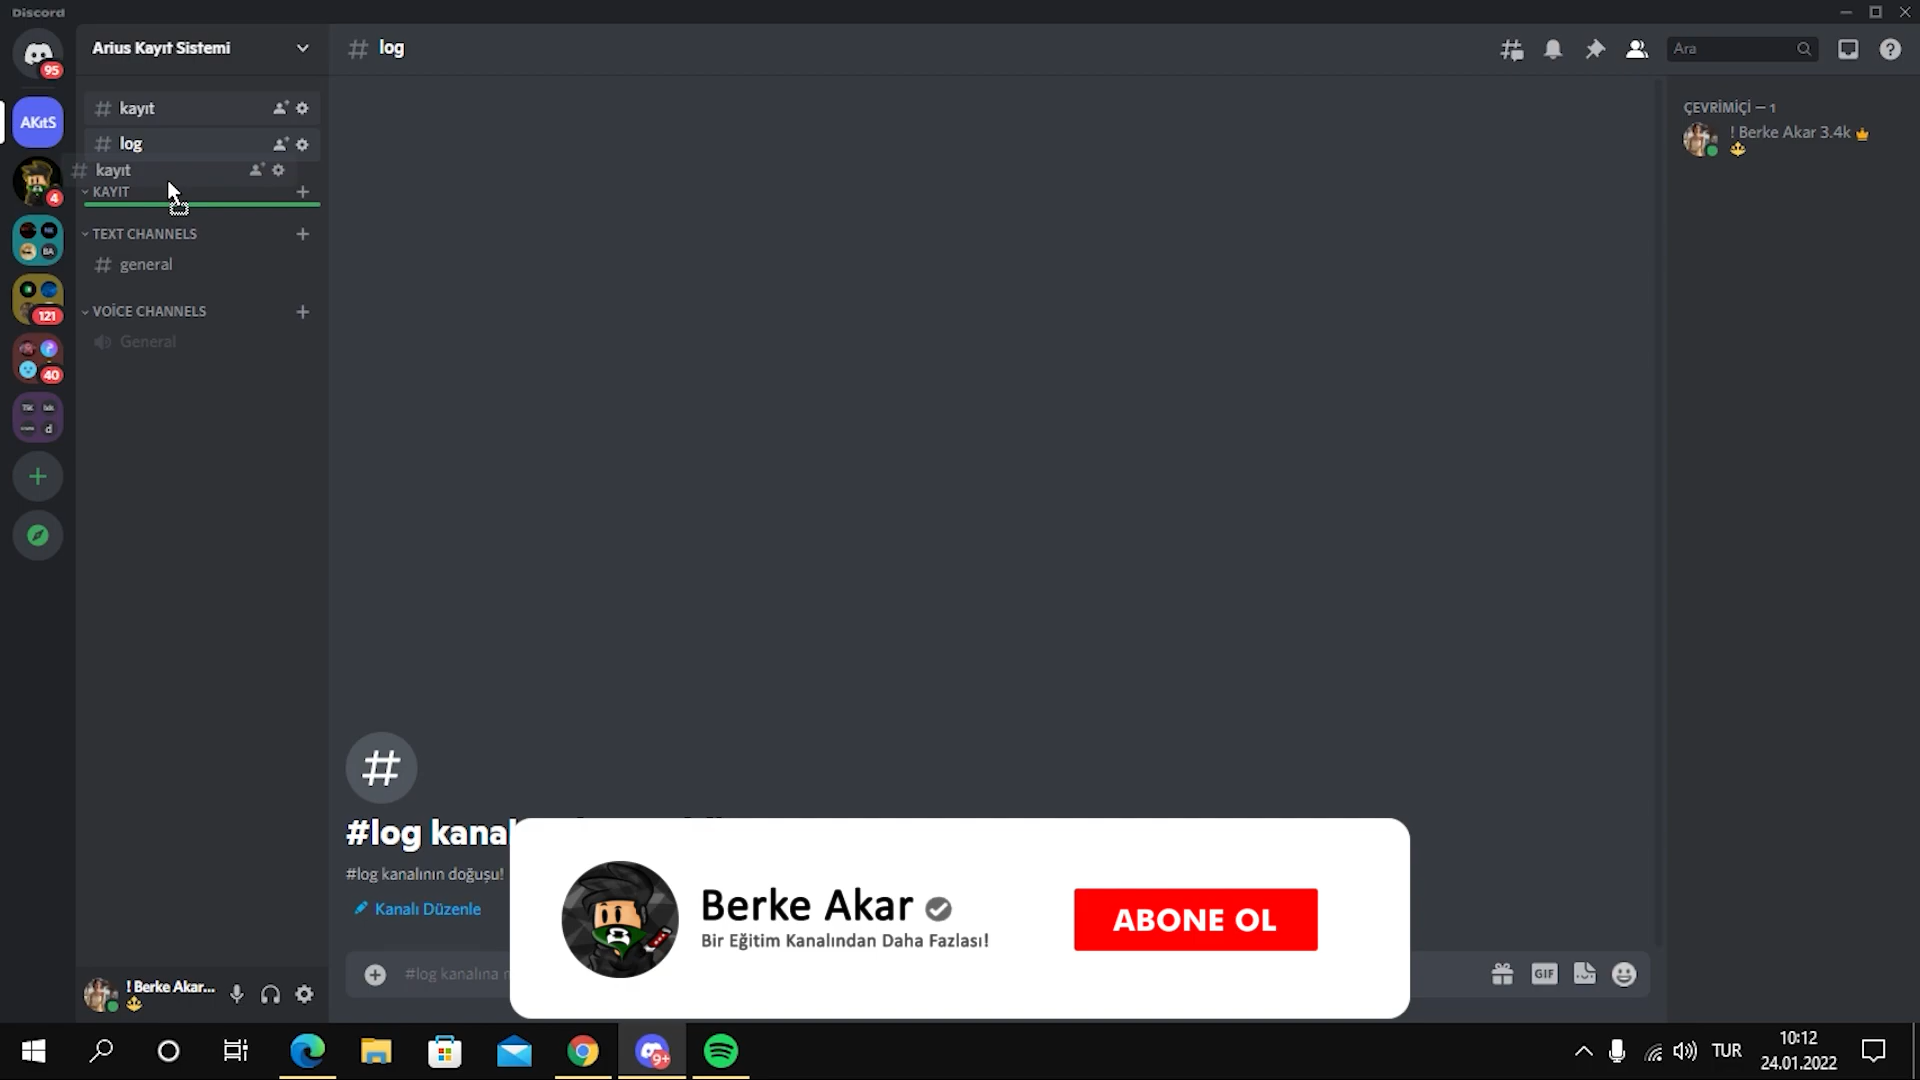 Discord
95
Arius Kayıt Sistemi
log
Ara
AKıtS
kayıt
log
kayıt
KAYIT
4
TEXT CHANNELS
general
VOİCE CHANNELS
General
121
40
d
ÇEVRİMİÇİ — 1
! Berke Akar 3.4k
#log kanal
#log kanalının doğuşu!
Kanalı Düzenle
Berke Akar
Bir Eğitim Kanalından Daha Fazlası!
ABONE OL
#log kanalına
GIF
! Berke Akar...
9+
TUR
10:12
24.01.2022